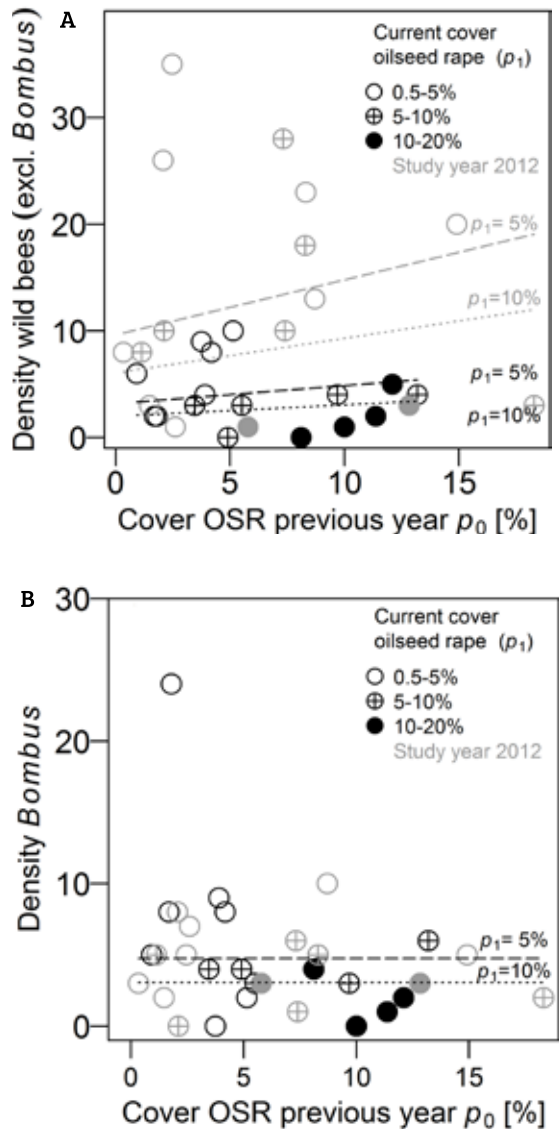 A
Current cover
oilseed rape (p₁)
0.5-5%
5-10%
10-20%
Study year 2012
Density wild bees (excl. Bombus)
30
20
10
0
p₁= 5%
p₁=10%
p₁= 5%
p₁=10%
0 5 10 15
Cover OSR previous year p₀ [%]
B
Current cover
oilseed rape (p₁)
0.5-5%
5-10%
10-20%
Study year 2012
Density Bombus
30
20
10
0
p₁= 5%
p₁=10%
0 5 10 15
Cover OSR previous year p₀ [%]